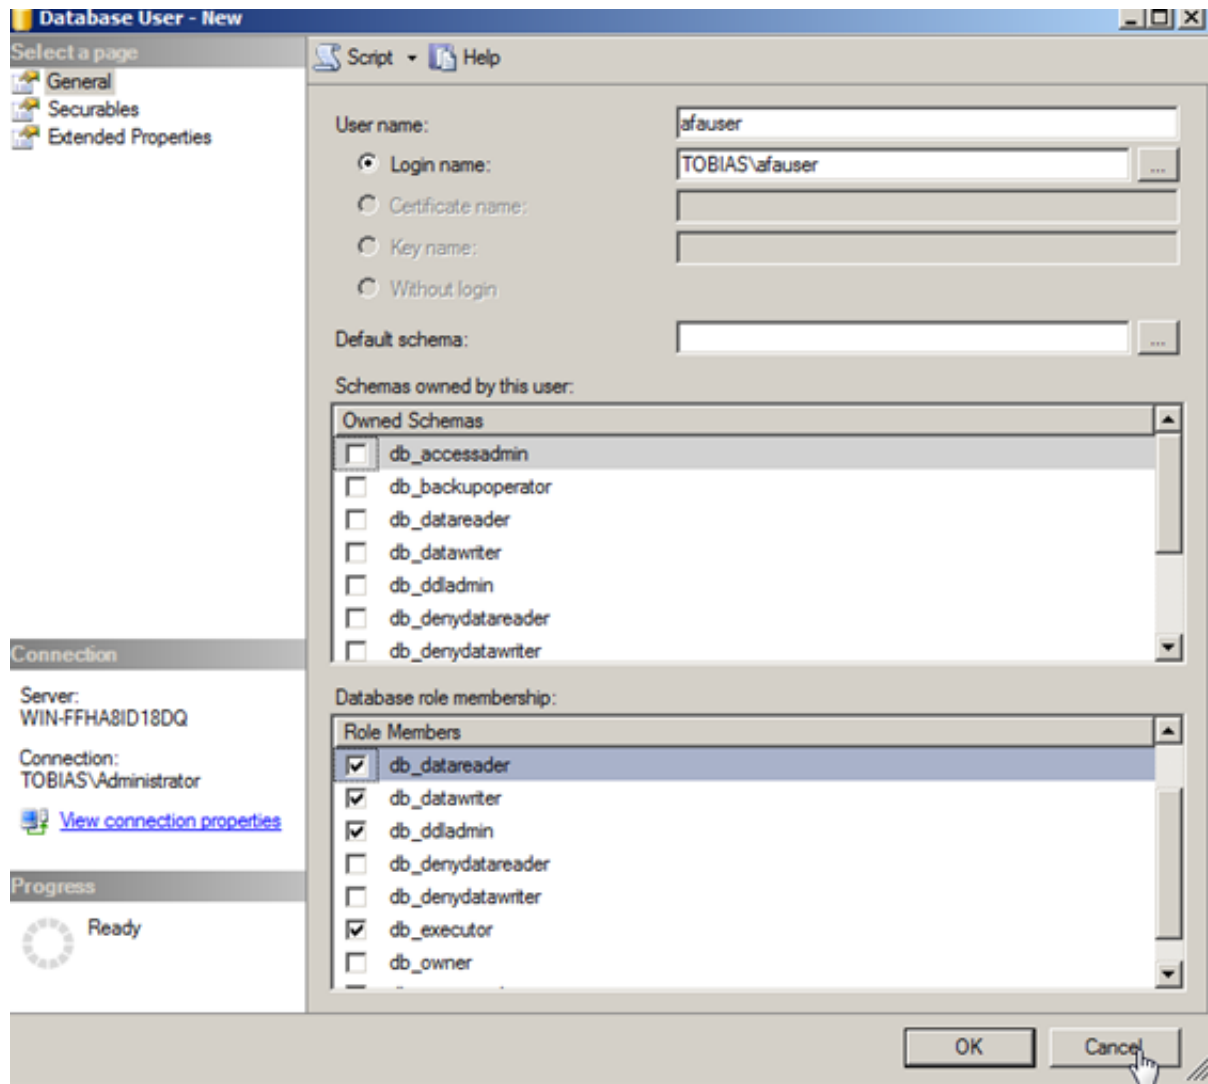 Database User - New
Select a page
General
Securables
Extended Properties
Script
Help
User name:
afauser
Login name:
TOBIAS\afauser
...
Certificate name:
Key name:
Without login
Default schema:
...
Schemas owned by this user:
Owned Schemas
db_accessadmin
db_backupoperator
db_datareader
db_datawriter
db_ddladmin
db_denydatareader
db_denydatawriter
Database role membership:
Role Members
db_datareader
db_datawriter
db_ddladmin
db_denydatareader
db_denydatawriter
db_executor
db_owner
Connection
Server:
WIN-FFHA8ID18DQ
Connection:
TOBIAS\Administrator
View connection properties
Progress
Ready
OK
Cancel